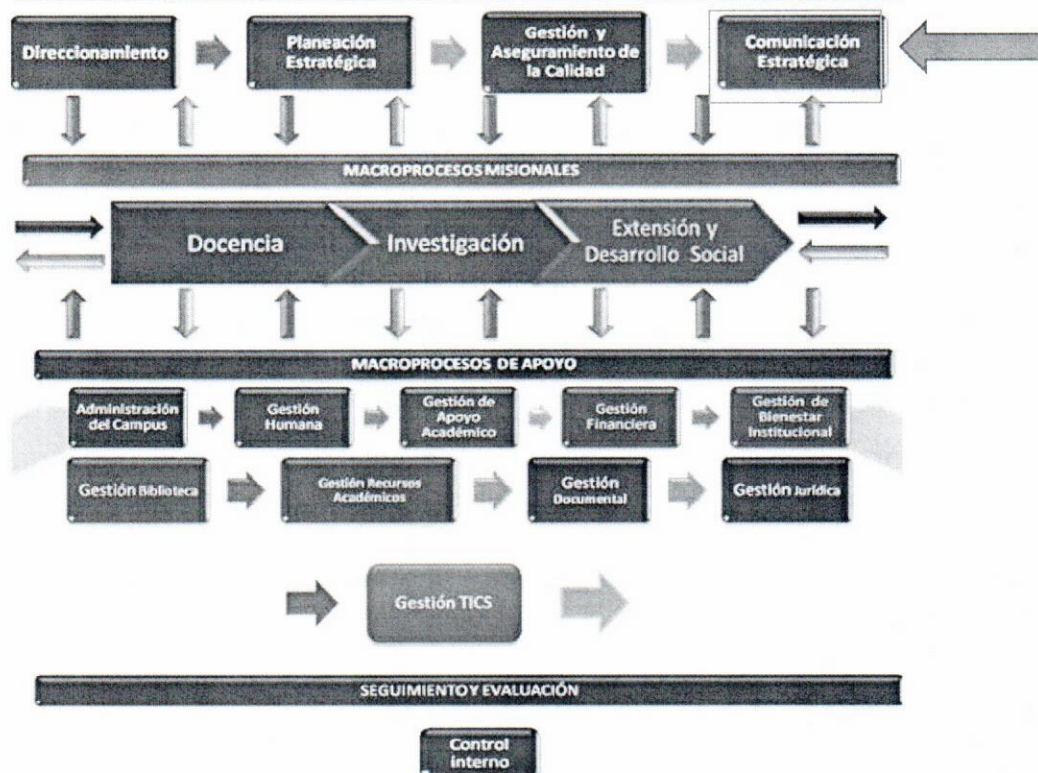 Direccionamiento
Planeación
Estratégica
Gestión y
Aseguramiento de
la Calidad
Comunicación
Estratégica
MACROPROCESOS MISIONALES
Docencia
Investigación
Extensión y
Desarrollo Social
MACROPROCESOS DE APOYO
Administración
del Campus
Gestión
Humana
Gestión de
Apoyo
Académico
Gestión
Financiera
Gestión de
Bienestar
Institucional
Gestión Biblioteca
Gestión Recursos
Académicos
Gestión
Documental
Gestión Jurídica
Gestión TICS
SEGUIMIENTO Y EVALUACIÓN
Control
interno